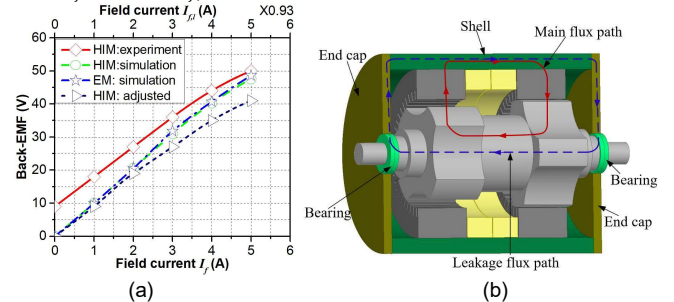 Field current I_f,l (A) X0.93
0 1 2 3 4 5 6
60
50
40
30
20
10
0
Back-EMF (V)
HIM:experiment
HIM:simulation
EM: simulation
HIM: adjusted
0 1 2 3 4 5 6
Field current I_f (A)
(a)
Shell
End cap
Main flux path
Bearing
Bearing
End cap
Leakage flux path
(b)